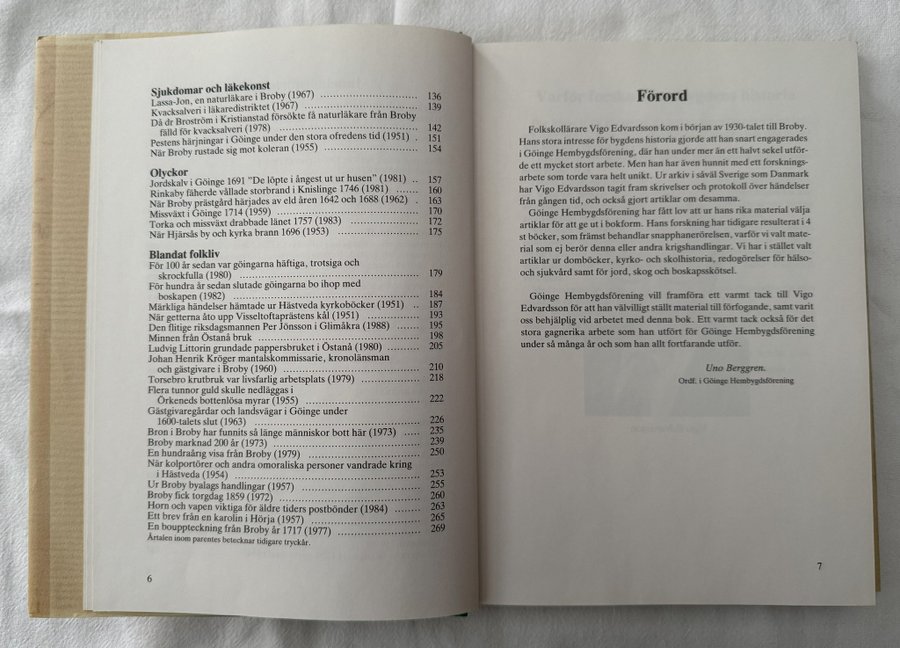 Sjukdomar och läkekonst
Lassa-Jon, en naturläkare i Broby (1967) ........ 136
Kvacksalveri i läkaredistriktet (1967) ........ 139
Då dr Broström i Kristianstad försökte få naturläkare från Broby
fälld för kvacksalveri (1978) ........ 142
Pestens härjningar i Göinge under den stora ofredens tid (1951) . 151
När Broby rustade sig mot koleran (1955) ........ 154
Olyckor
Jordskalv i Göinge 1691 "De löpte i ångest ut ur husen" (1981) .. 157
Rinkaby fäherde vållade storbrand i Knislinge 1746 (1981) ........ 160
När Broby prästgård härjades av eld åren 1642 och 1688 (1962) . 163
Missväxt i Göinge 1714 (1959) ........ 170
Torka och missväxt drabbade länet 1757 (1983) ........ 172
När Hjärsås by och kyrka brann 1696 (1953) ........ 175
Blandat folkliv
För 100 år sedan var göingarna häftiga, trotsiga och
skrockfulla (1980) ........ 179
För hundra år sedan slutade göingarna bo ihop med
boskapen (1982) ........ 184
Märkliga händelser hämtade ur Hästveda kyrkoböcker (1951) .. 187
När getterna åto upp Visseltoftaprästens kål (1951) ........ 193
Den flitige riksdagsmannen Per Jönsson i Glimåkra (1988) ........ 195
Minnen från Östanå bruk ........ 198
Ludvig Littorin grundade pappersbruket i Östanå (1980) ........ 205
Johan Henrik Kröger mantalskommissarie, kronolänsman
och gästgivare i Broby (1960) ........ 210
Torsebro krutbruk var livsfarlig arbetsplats (1979) ........ 218
Flera tunnor guld skulle nedläggas i
Örkeneds bottenlösa myrar (1955) ........ 222
Gästgivaregårdar och landsvägar i Göinge under
1600-talets slut (1963) ........ 226
Bron i Broby har funnits så länge människor bott här (1973) ..... 235
Broby marknad 200 år (1973) ........ 239
En hundraårig visa från Broby (1979) ........ 250
När kolportörer och andra omoraliska personer vandrade kring
i Hästveda (1954) ........ 253
Ur Broby byalags handlingar (1957) ........ 255
Broby fick torgdag 1859 (1972) ........ 260
Horn och vapen viktiga för äldre tiders postbönder (1984) ........ 263
Ett brev från en karolin i Hörja (1957) ........ 265
En bouppteckning från Broby år 1717 (1977) ........ 269
Årtalen inom parentes betecknar tidigare tryckår.
6
Förord
Folkskollärare Vigo Edvardsson kom i början av 1930-talet till Broby.
Hans stora intresse för bygdens historia gjorde att han snart engagerades
i Göinge Hembygdsförening, där han under mer än ett halvt sekel utför-
de ett mycket stort arbete. Men han har även hunnit med ett forsknings-
arbete som torde vara helt unikt. Ur arkiv i såväl Sverige som Danmark
har Vigo Edvardsson tagit fram skrivelser och protokoll över händelser
från gången tid, och också gjort artiklar om desamma.
Göinge Hembygdsförening har fått lov att ur hans rika material välja
artiklar för att ge ut i bokform. Hans forskning har tidigare resulterat i 4
st böcker, som främst behandlar snapphanerörelsen, varför vi valt mate-
rial som ej berör denna eller andra krigshandlingar. Vi har i stället valt
artiklar ur domböcker, kyrko- och skolhistoria, redogörelser för hälso-
och sjukvård samt för jord, skog och boskapsskötsel.
Göinge Hembygdsförening vill framföra ett varmt tack till Vigo
Edvardsson för att han välvilligt ställt material till förfogande, samt varit
oss behjälplig vid arbetet med denna bok. Ett varmt tack också för det
stora gagnerika arbete som han utfört för Göinge Hembygdsförening
under så många år och som han allt fortfarande utför.
Uno Berggren.
Ordf. i Göinge Hembygdsförening
7